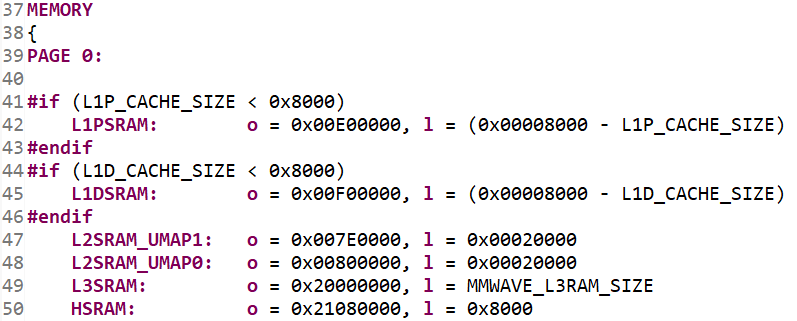 37 MEMORY
38 {
39 PAGE 0:
40
41 #if (L1P_CACHE_SIZE < 0x8000)
42     L1PSRAM:        o = 0x00E00000, l = (0x00008000 - L1P_CACHE_SIZE)
43 #endif
44 #if (L1D_CACHE_SIZE < 0x8000)
45     L1DSRAM:        o = 0x00F00000, l = (0x00008000 - L1D_CACHE_SIZE)
46 #endif
47     L2SRAM_UMAP1:   o = 0x007E0000, l = 0x00020000
48     L2SRAM_UMAP0:   o = 0x00800000, l = 0x00020000
49     L3SRAM:         o = 0x20000000, l = MMWAVE_L3RAM_SIZE
50     HSRAM:          o = 0x21080000, l = 0x8000